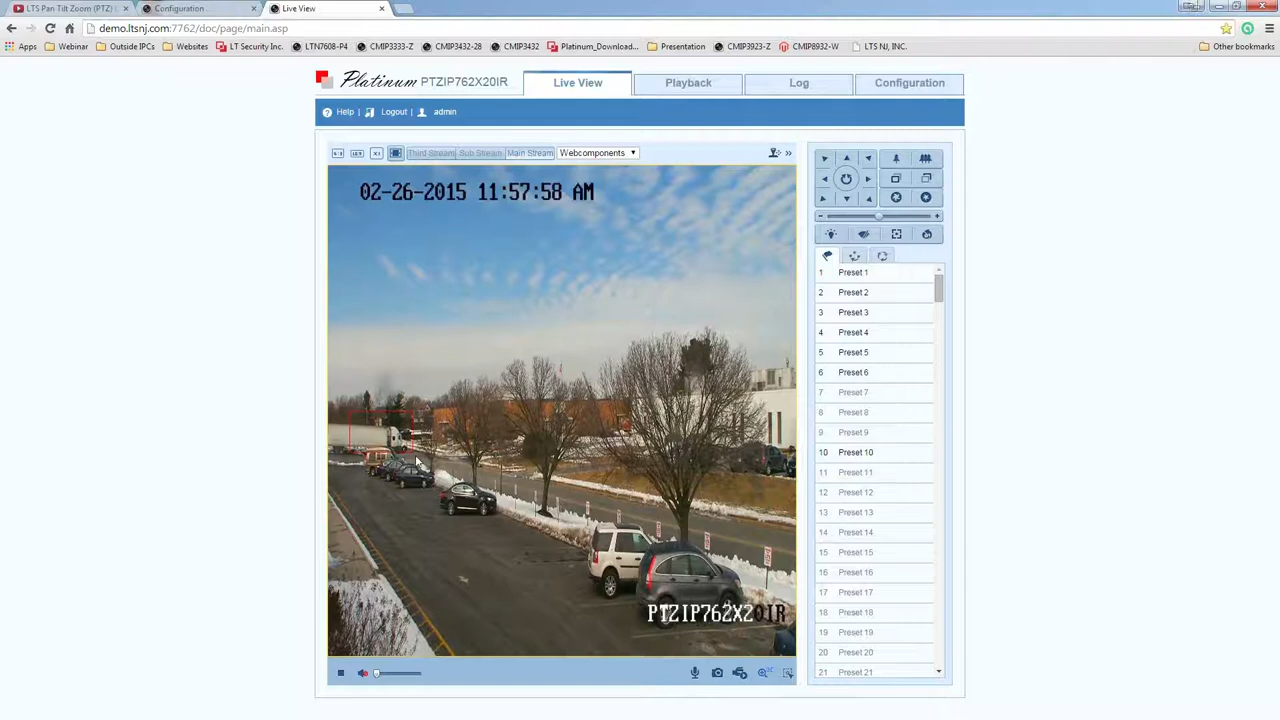 LTS Pan Tilt Zoom (PTZ) I
Configuration
Live View
demo.ltsnj.com:7762/doc/page/main.asp
Apps Webinar Outside IPCs Websites LT Security Inc. LTN7608-P4 CMIP3333-Z CMIP3432-28 CMIP3432 Platinum_Download... Presentation CMIP3923-Z CMIP8932-W LTS NJ, INC. Other bookmarks
Platinum PTZIP762X20IR
Live View Playback Log Configuration
Help | Logout | admin
Third Stream Sub Stream Main Stream Webcomponents
02-26-2015 11:57:58 AM
PTZIP762X20IR
1 Preset 1
2 Preset 2
3 Preset 3
4 Preset 4
5 Preset 5
6 Preset 6
7 Preset 7
8 Preset 8
9 Preset 9
10 Preset 10
11 Preset 11
12 Preset 12
13 Preset 13
14 Preset 14
15 Preset 15
16 Preset 16
17 Preset 17
18 Preset 18
19 Preset 19
20 Preset 20
21 Preset 21